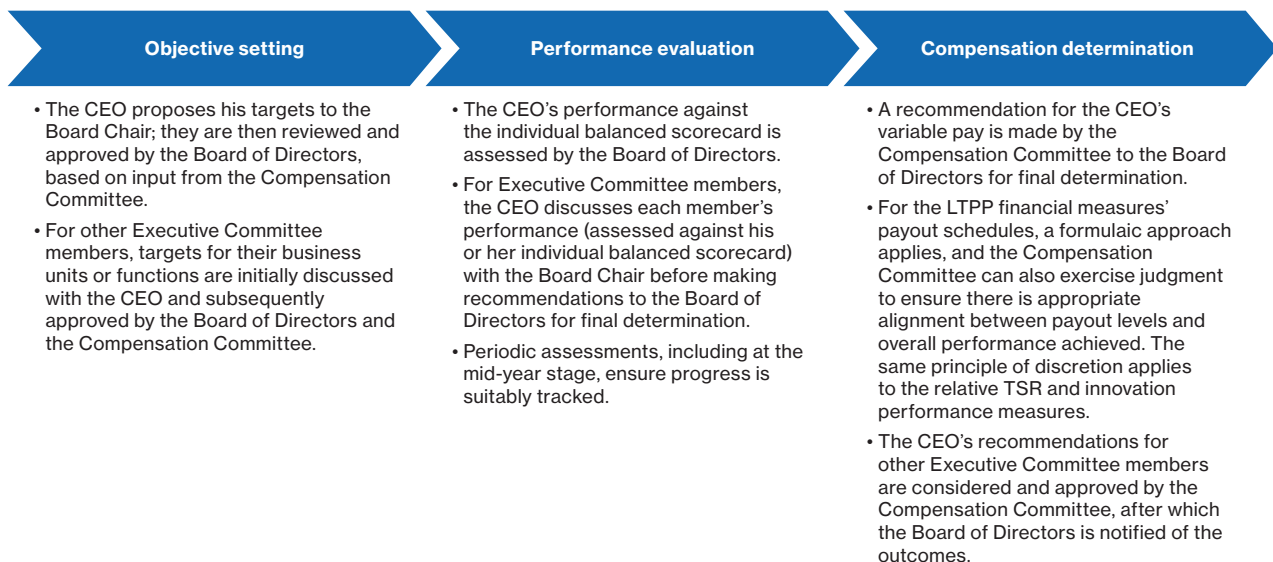 Objective setting
• The CEO proposes his targets to the
Board Chair; they are then reviewed and
approved by the Board of Directors,
based on input from the Compensation
Committee.
• For other Executive Committee
members, targets for their business
units or functions are initially discussed
with the CEO and subsequently
approved by the Board of Directors and
the Compensation Committee.
Performance evaluation
• The CEO’s performance against
the individual balanced scorecard is
assessed by the Board of Directors.
• For Executive Committee members,
the CEO discusses each member’s
performance (assessed against his
or her individual balanced scorecard)
with the Board Chair before making
recommendations to the Board of
Directors for final determination.
• Periodic assessments, including at the
mid-year stage, ensure progress is
suitably tracked.
Compensation determination
• A recommendation for the CEO’s
variable pay is made by the
Compensation Committee to the Board
of Directors for final determination.
• For the LTPP financial measures’
payout schedules, a formulaic approach
applies, and the Compensation
Committee can also exercise judgment
to ensure there is appropriate
alignment between payout levels and
overall performance achieved. The
same principle of discretion applies
to the relative TSR and innovation
performance measures.
• The CEO’s recommendations for
other Executive Committee members
are considered and approved by the
Compensation Committee, after which
the Board of Directors is notified of the
outcomes.